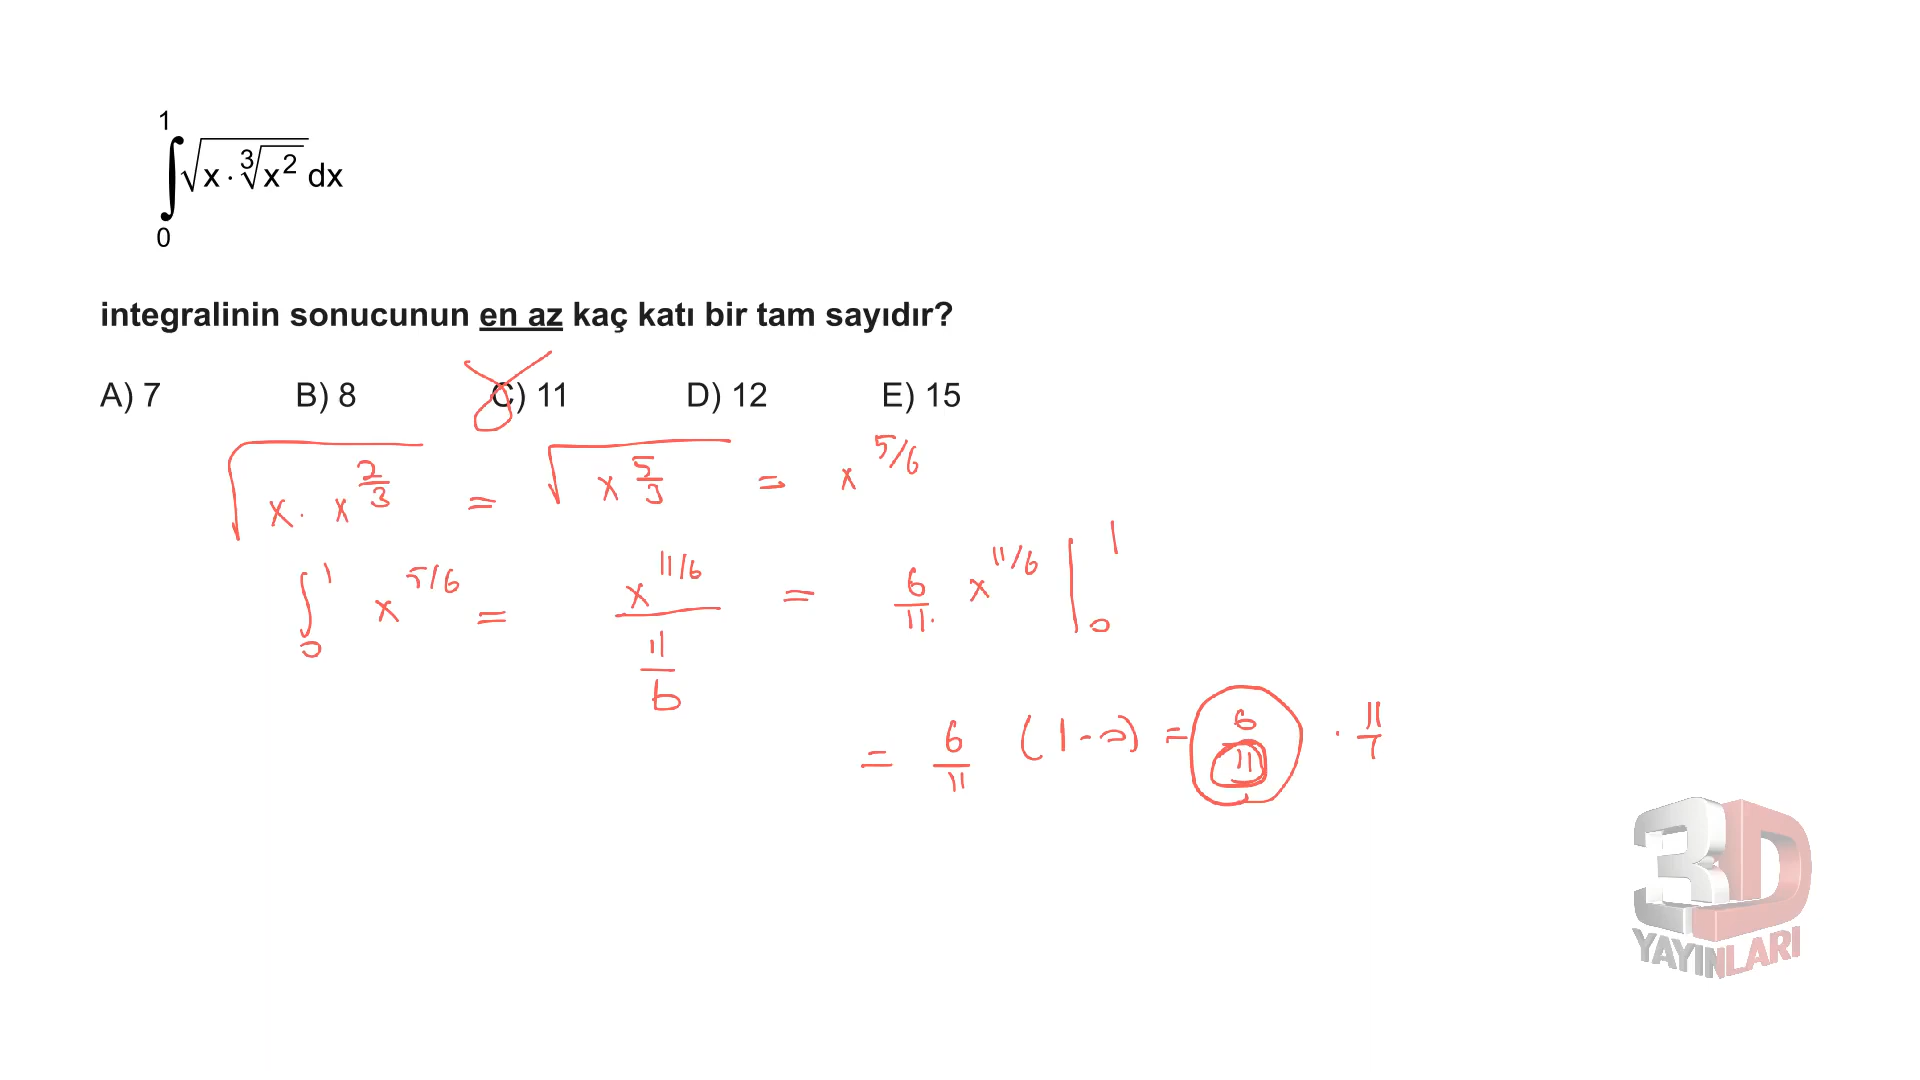 1
∫ √(x · ∛(x²)) dx
0
integralinin sonucunun en az kaç katı bir tam sayıdır?
A) 7 B) 8 C) 11 D) 12 E) 15
√(x · x^(2/3)) = √(x^(5/3)) = x^(5/6)
∫₀¹ x^(5/6) = x^(11/6) / (11/6) = 6/11 · x^(11/6) |₀¹
= 6/11 (1-0) = 6/11 · 11/1
3D
YAYINLARI